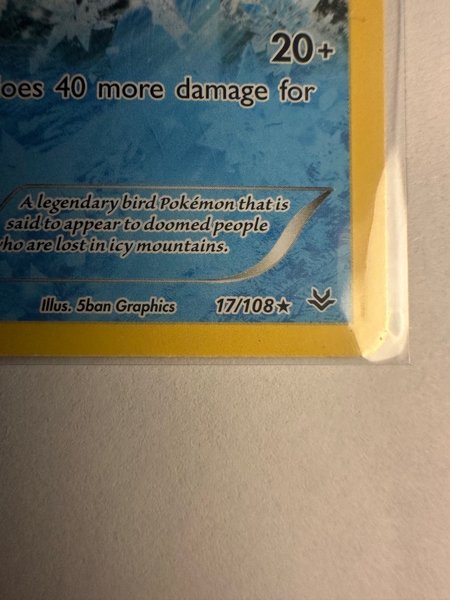 20+
does 40 more damage for
A legendary bird Pokémon that is
said to appear to doomed people
who are lost in icy mountains.
Illus. 5ban Graphics 17/108★